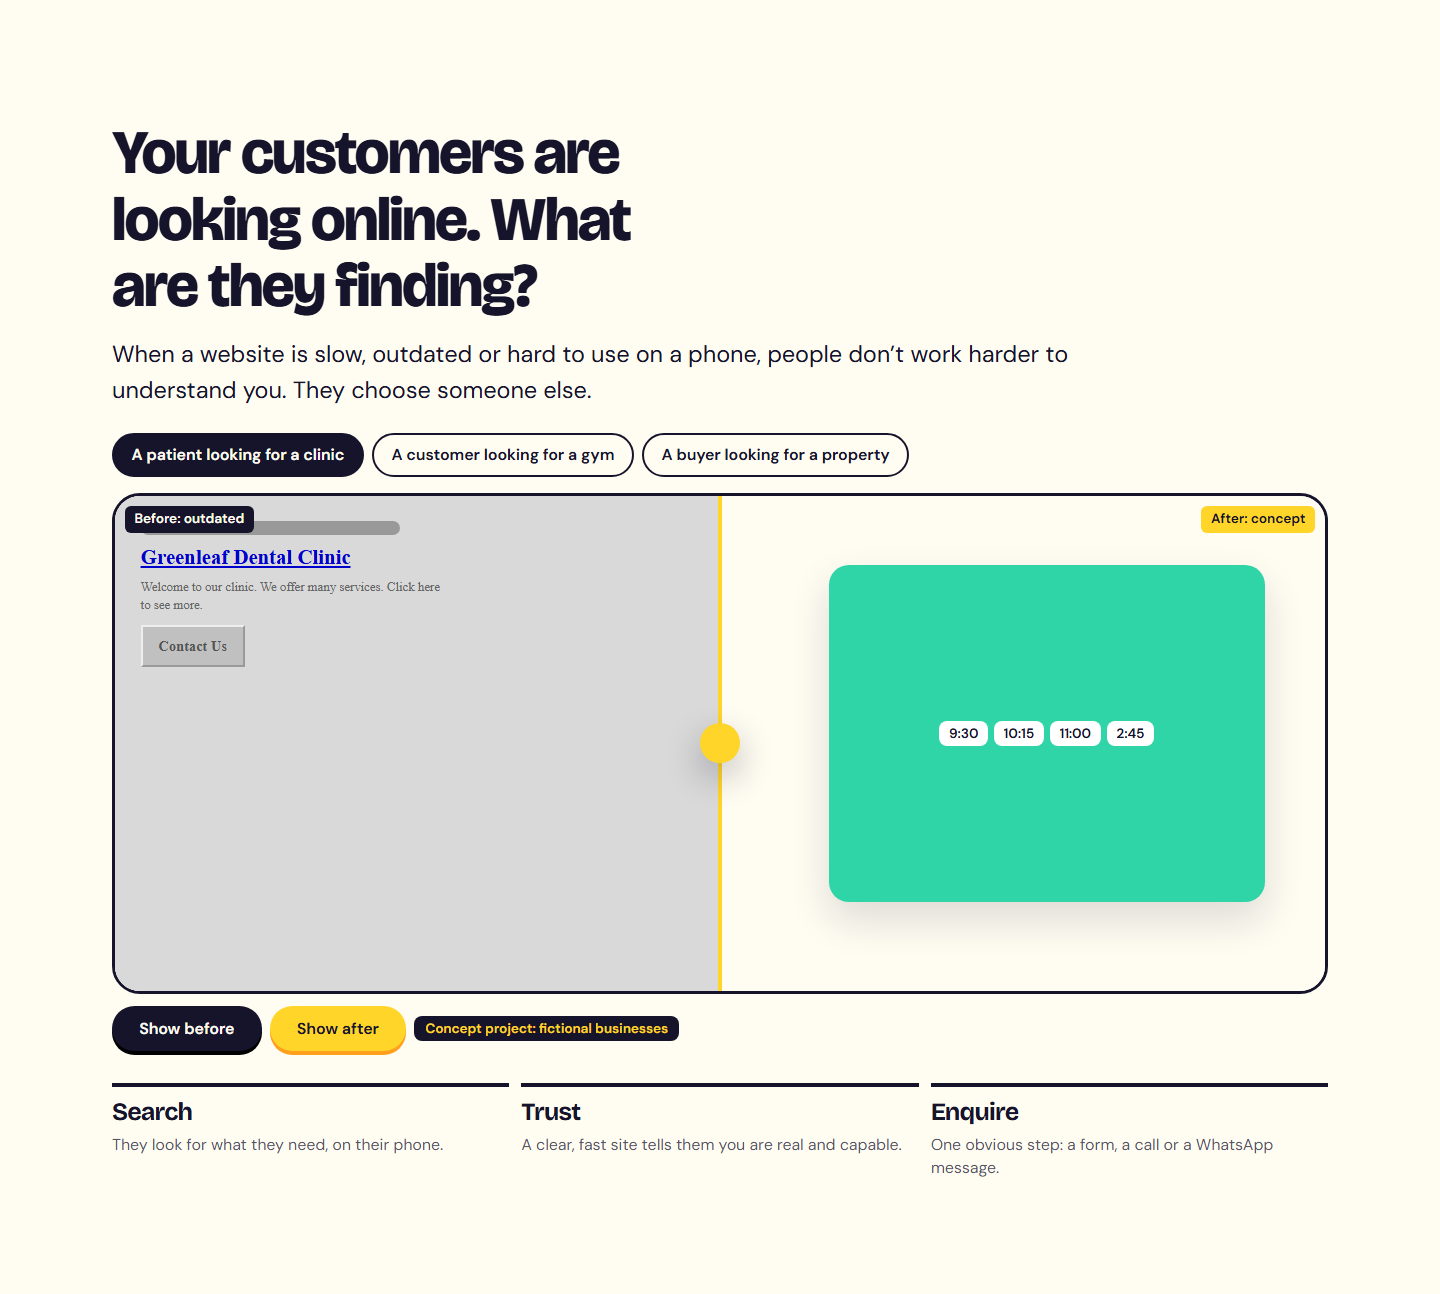 Your customers are
looking online. What
are they finding?
When a website is slow, outdated or hard to use on a phone, people don’t work harder to
understand you. They choose someone else.
A patient looking for a clinic
A customer looking for a gym
A buyer looking for a property
Before: outdated
After: concept
Greenleaf Dental Clinic
Welcome to our clinic. We offer many services. Click here
to see more.
Contact Us
9:30
10:15
11:00
2:45
Show before
Show after
Concept project: fictional businesses
Search
They look for what they need, on their phone.
Trust
A clear, fast site tells them you are real and capable.
Enquire
One obvious step: a form, a call or a WhatsApp
message.